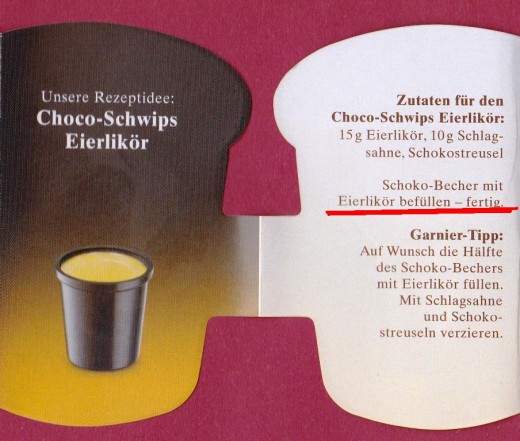 Unsere Rezeptidee:
Choco-Schwips
Eierlikör
Zutaten für den
Choco-Schwips Eierlikör:
15 g Eierlikör, 10 g Schlag-
sahne, Schokostreusel
Schoko-Becher mit
Eierlikör befüllen – fertig.
Garnier-Tipp:
Auf Wunsch die Hälfte
des Schoko-Bechers
mit Eierlikör füllen.
Mit Schlagsahne
und Schoko-
streuseln verzieren.